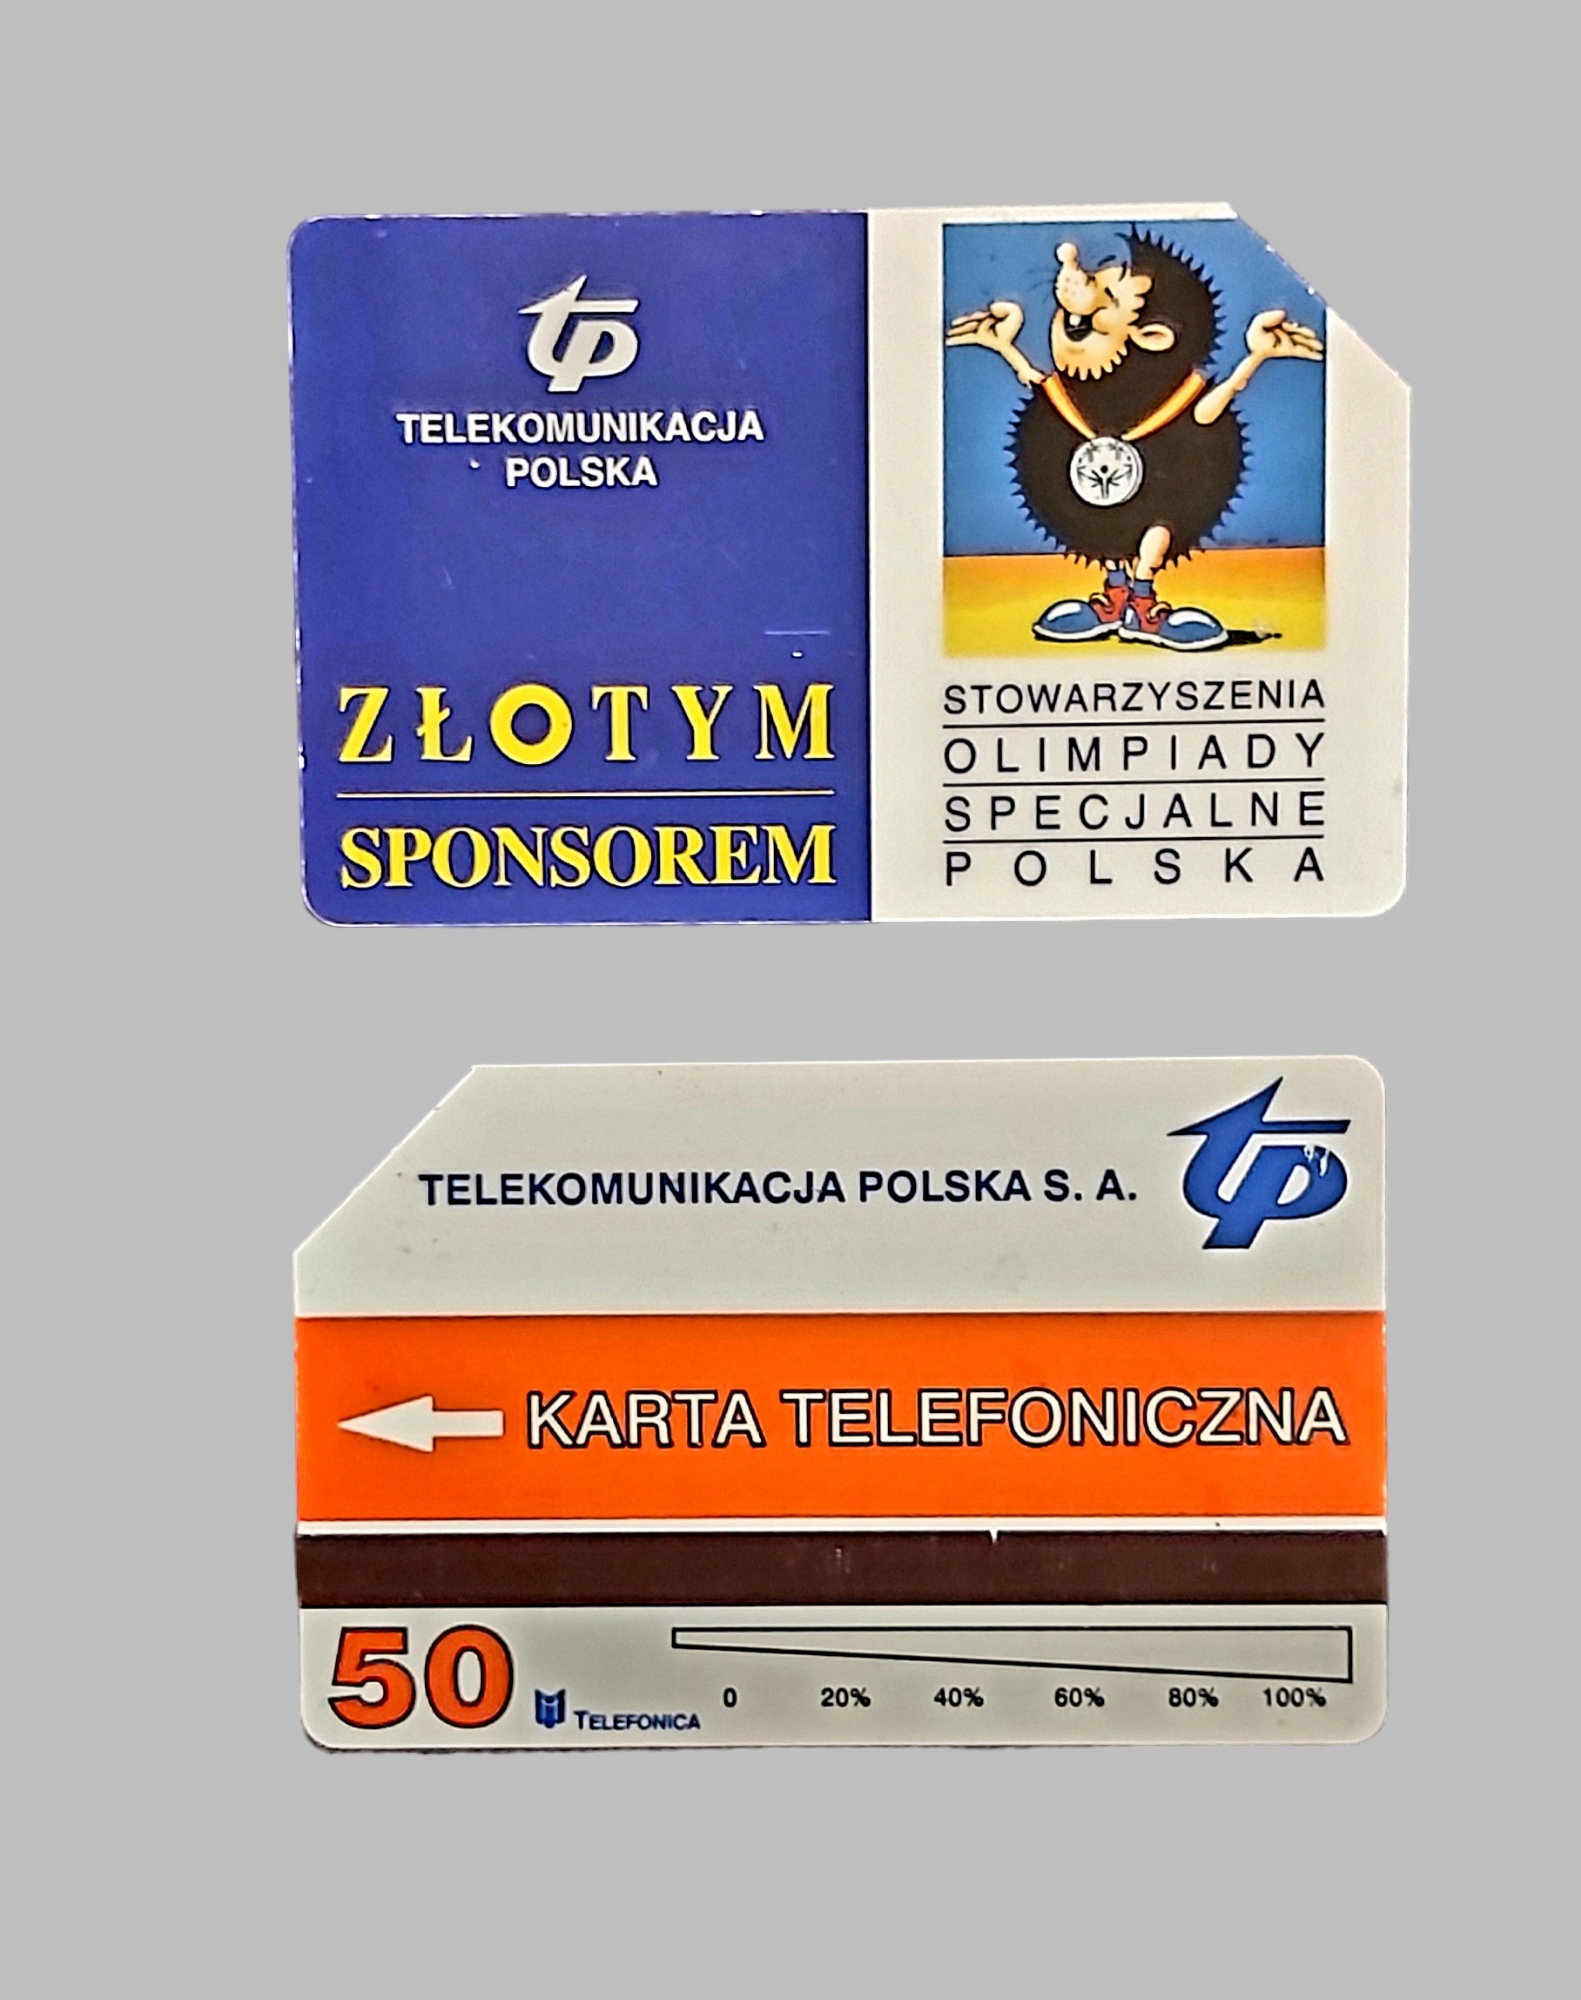 tp
TELEKOMUNIKACJA
POLSKA
ZŁOTYM
SPONSOREM
STOWARZYSZENIA
OLIMPIADY
SPECJALNE
POLSKA
TELEKOMUNIKACJA POLSKA S. A.
tp
KARTA TELEFONICZNA
50
TELEFONICA
0 20% 40% 60% 80% 100%